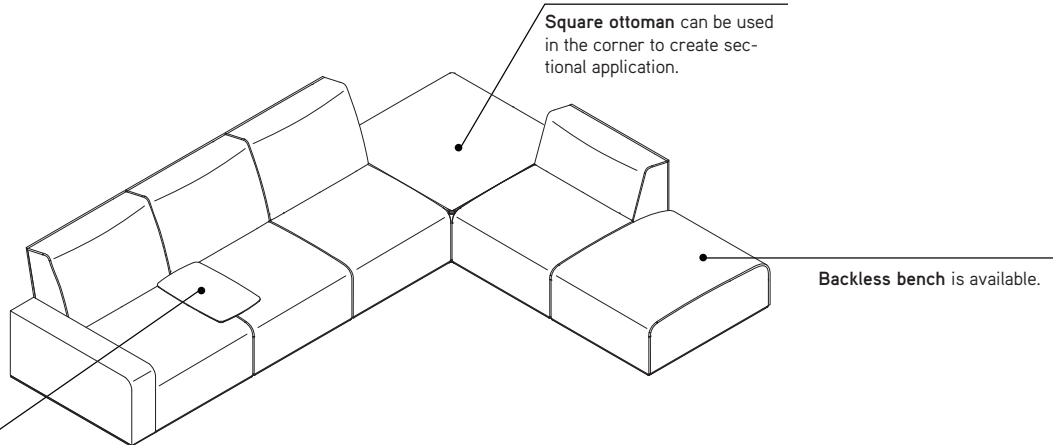 Square ottoman can be used
in the corner to create sec-
tional application.
Backless bench is available.